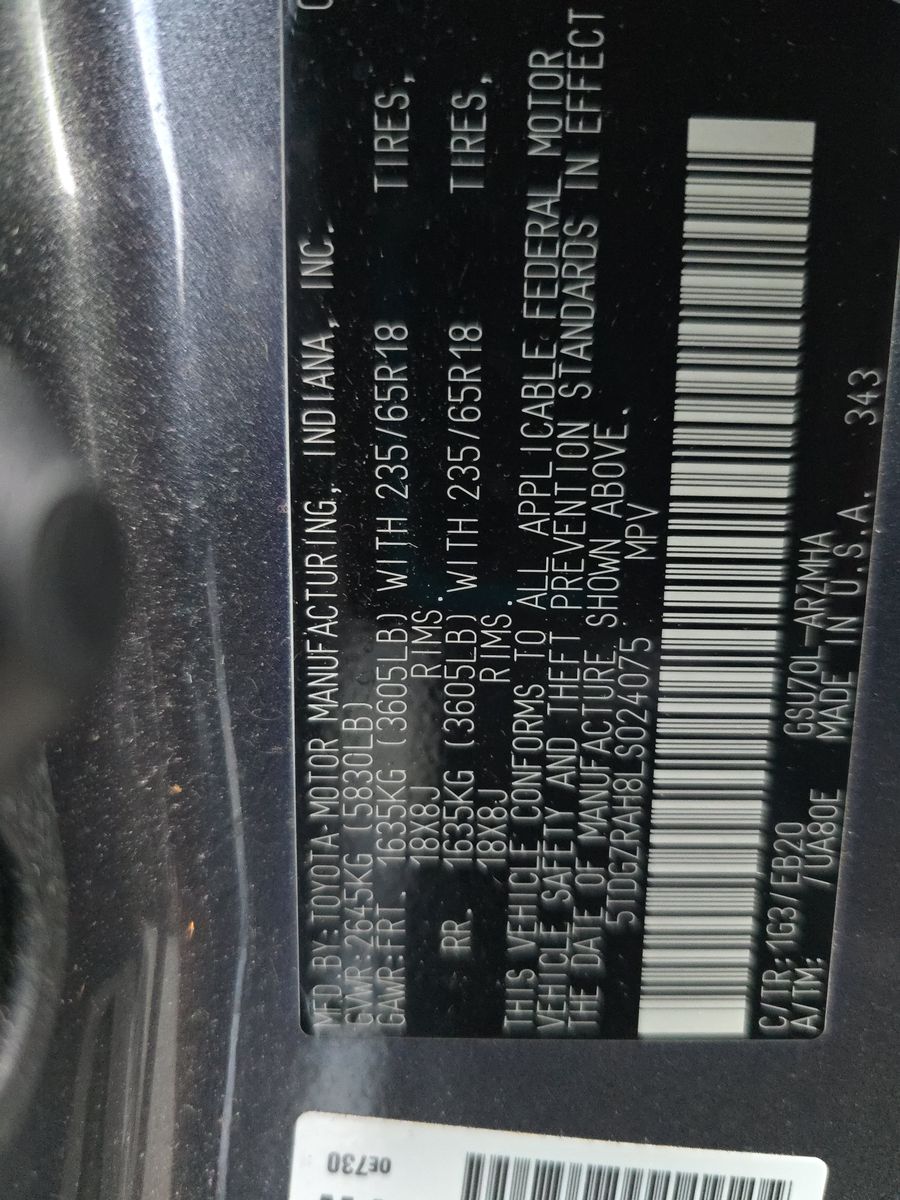 MFD.BY:TOYOTA MOTOR MANUFACTURING, INDIANA, INC.
GVWR:2645KG (5830LB)
GAWR:FRT. 1635KG (3605LB) WITH 235/65R18 TIRES,
18X8J RIMS.
RR. 1635KG (3605LB) WITH 235/65R18 TIRES,
18X8J RIMS.
THIS VEHICLE CONFORMS TO ALL APPLICABLE FEDERAL MOTOR
VEHICLE SAFETY AND THEFT PREVENTION STANDARDS IN EFFECT
THE DATE OF MANUFACTURE SHOWN ABOVE.
5TDGZRAH8LS024075 MPV
C/TR:1G3/EB20 GSU70L-ARZMHA
A/TM: /UA80E MADE IN U.S.A. 343
0E730